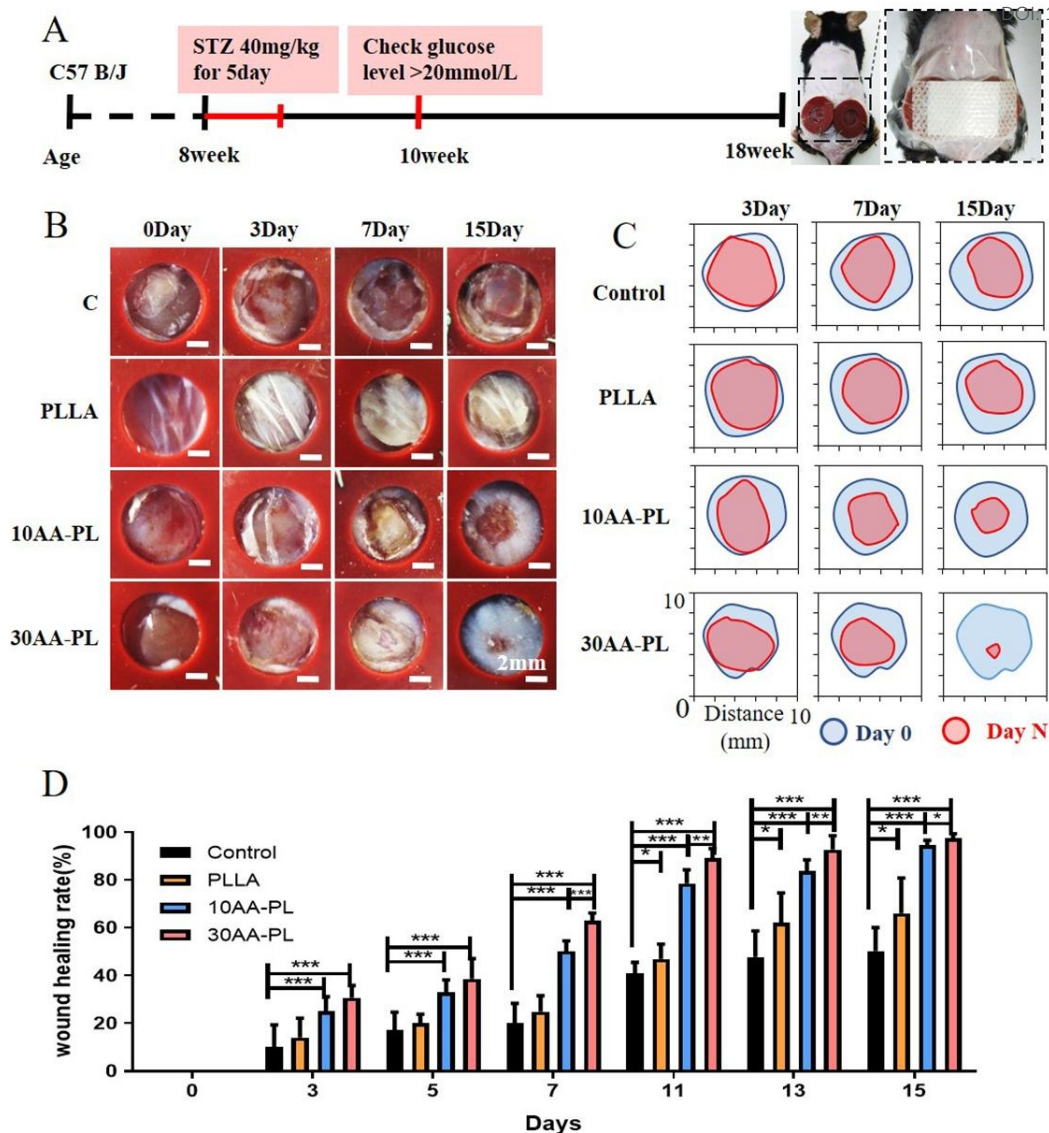 DOI: 1
A
C57 B/J
STZ 40mg/kg
for 5day
Check glucose
level >20mmol/L
Age
8week
10week
18week
B
0Day 3Day 7Day 15Day
C
PLLA
10AA-PL
30AA-PL
2mm
C
3Day 7Day 15Day
Control
PLLA
10AA-PL
30AA-PL
10
0
Distance 10
(mm)
Day 0
Day N
D
wound healing rate(%)
100
80
60
40
20
0
Control
PLLA
10AA-PL
30AA-PL
***
***
***
***
***
*** ***
***
*** **
*
***
*** **
*
***
*** *
*
0 3 5 7 11 13 15
Days